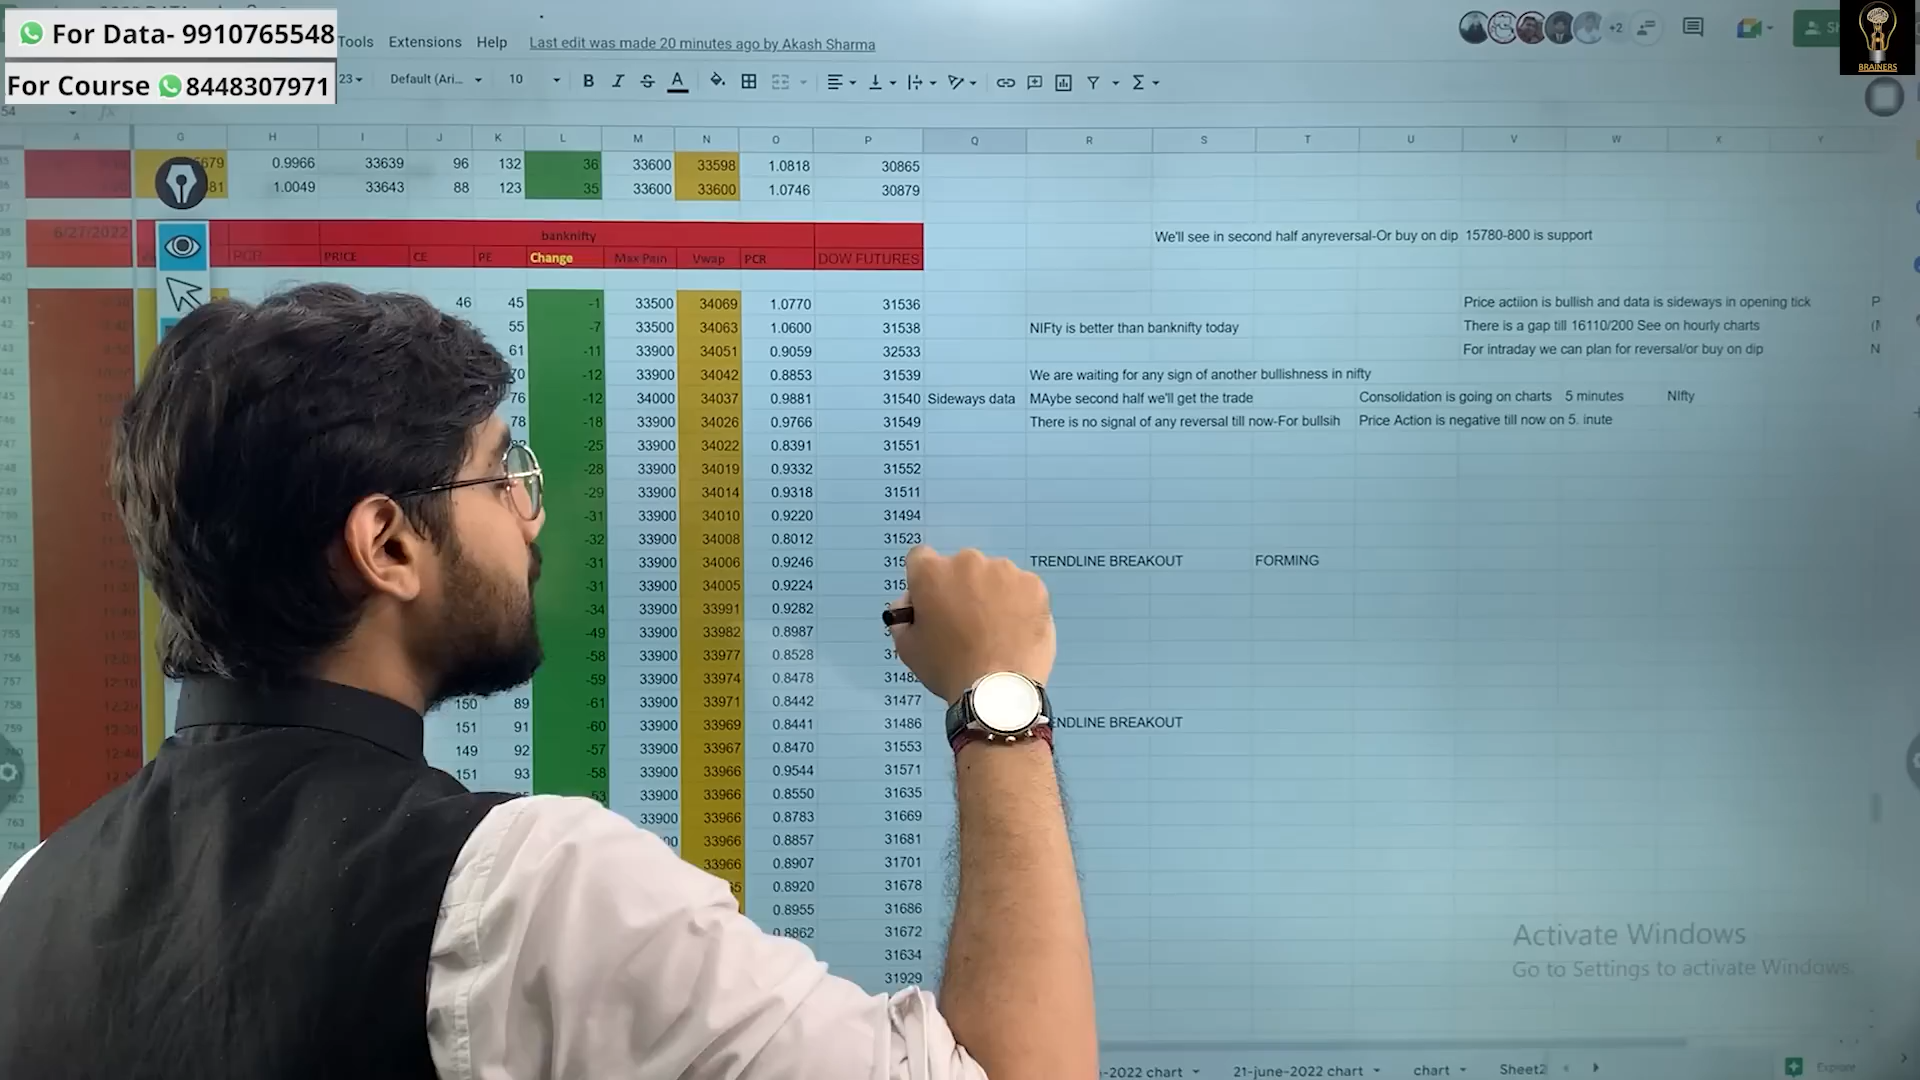 For Data- 9910765548
For Course 8448307971
BRAINERS
Tools Extensions Help Last edit was made 20 minutes ago by Akash Sharma +2
Default (Ari... 10 B I S A
A G H I J K L M N O P Q R S T U V W X Y
0.9966 33639 96 132 36 33600 33598 1.0818 30865
1.0049 33643 88 123 35 33600 33600 1.0746 30879
6/27/2022 banknifty We'll see in second half anyreversal-Or buy on dip 15780-800 is support
PCR PRICE CE PE Change Max Pain Vwap PCR DOW FUTURES
46 45 -1 33500 34069 1.0770 31536 Price actiion is bullish and data is sideways in opening tick
55 -7 33500 34063 1.0600 31538 NIFty is better than banknifty today There is a gap till 16110/200 See on hourly charts
61 -11 33900 34051 0.9059 32533 For intraday we can plan for reversal/or buy on dip
70 -12 33900 34042 0.8853 31539 We are waiting for any sign of another bullishness in nifty
76 -12 34000 34037 0.9881 31540 Sideways data MAybe second half we'll get the trade Consolidation is going on charts 5 minutes NIfty
78 -18 33900 34026 0.9766 31549 There is no signal of any reversal till now-For bullsih Price Action is negative till now on 5. inute
-25 33900 34022 0.8391 31551
-28 33900 34019 0.9332 31552
-29 33900 34014 0.9318 31511
-31 33900 34010 0.9220 31494
-32 33900 34008 0.8012 31523
-31 33900 34006 0.9246 TRENDLINE BREAKOUT FORMING
-31 33900 34005 0.9224
-34 33900 33991 0.9282
-49 33900 33982 0.8987
-58 33900 33977 0.8528
-59 33900 33974 0.8478
150 89 -61 33900 33971 0.8442 31477
151 91 -60 33900 33969 0.8441 31486 ENDLINE BREAKOUT
149 92 -57 33900 33967 0.8470 31553
151 93 -58 33900 33966 0.9544 31571
33900 33966 0.8550 31635
33900 33966 0.8783 31669
33966 0.8857 31681
33966 0.8907 31701
0.8920 31678
0.8955 31686
0.8862 31672
31634
31929
Activate Windows
Go to Settings to activate Windows.
-2022 chart 21-june-2022 chart chart Sheet2 Explore